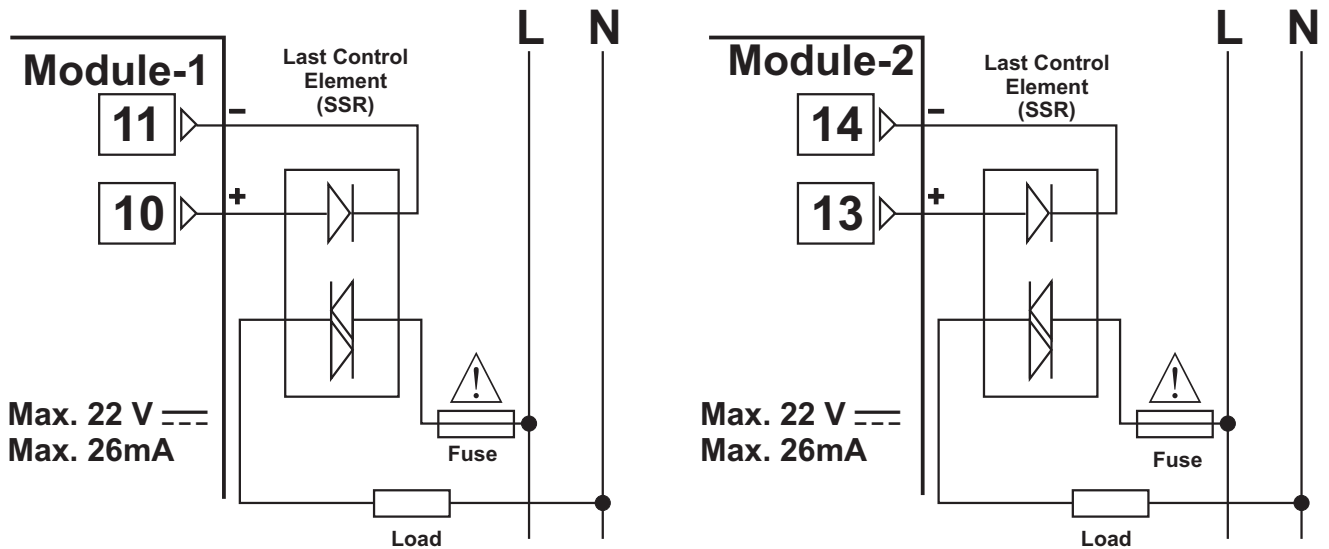 L N
Module-1
Last Control
Element
(SSR)
11
-
10
+
Max. 22 V
Max. 26mA
Fuse
Load
L N
Module-2
Last Control
Element
(SSR)
14
-
13
+
Max. 22 V
Max. 26mA
Fuse
Load